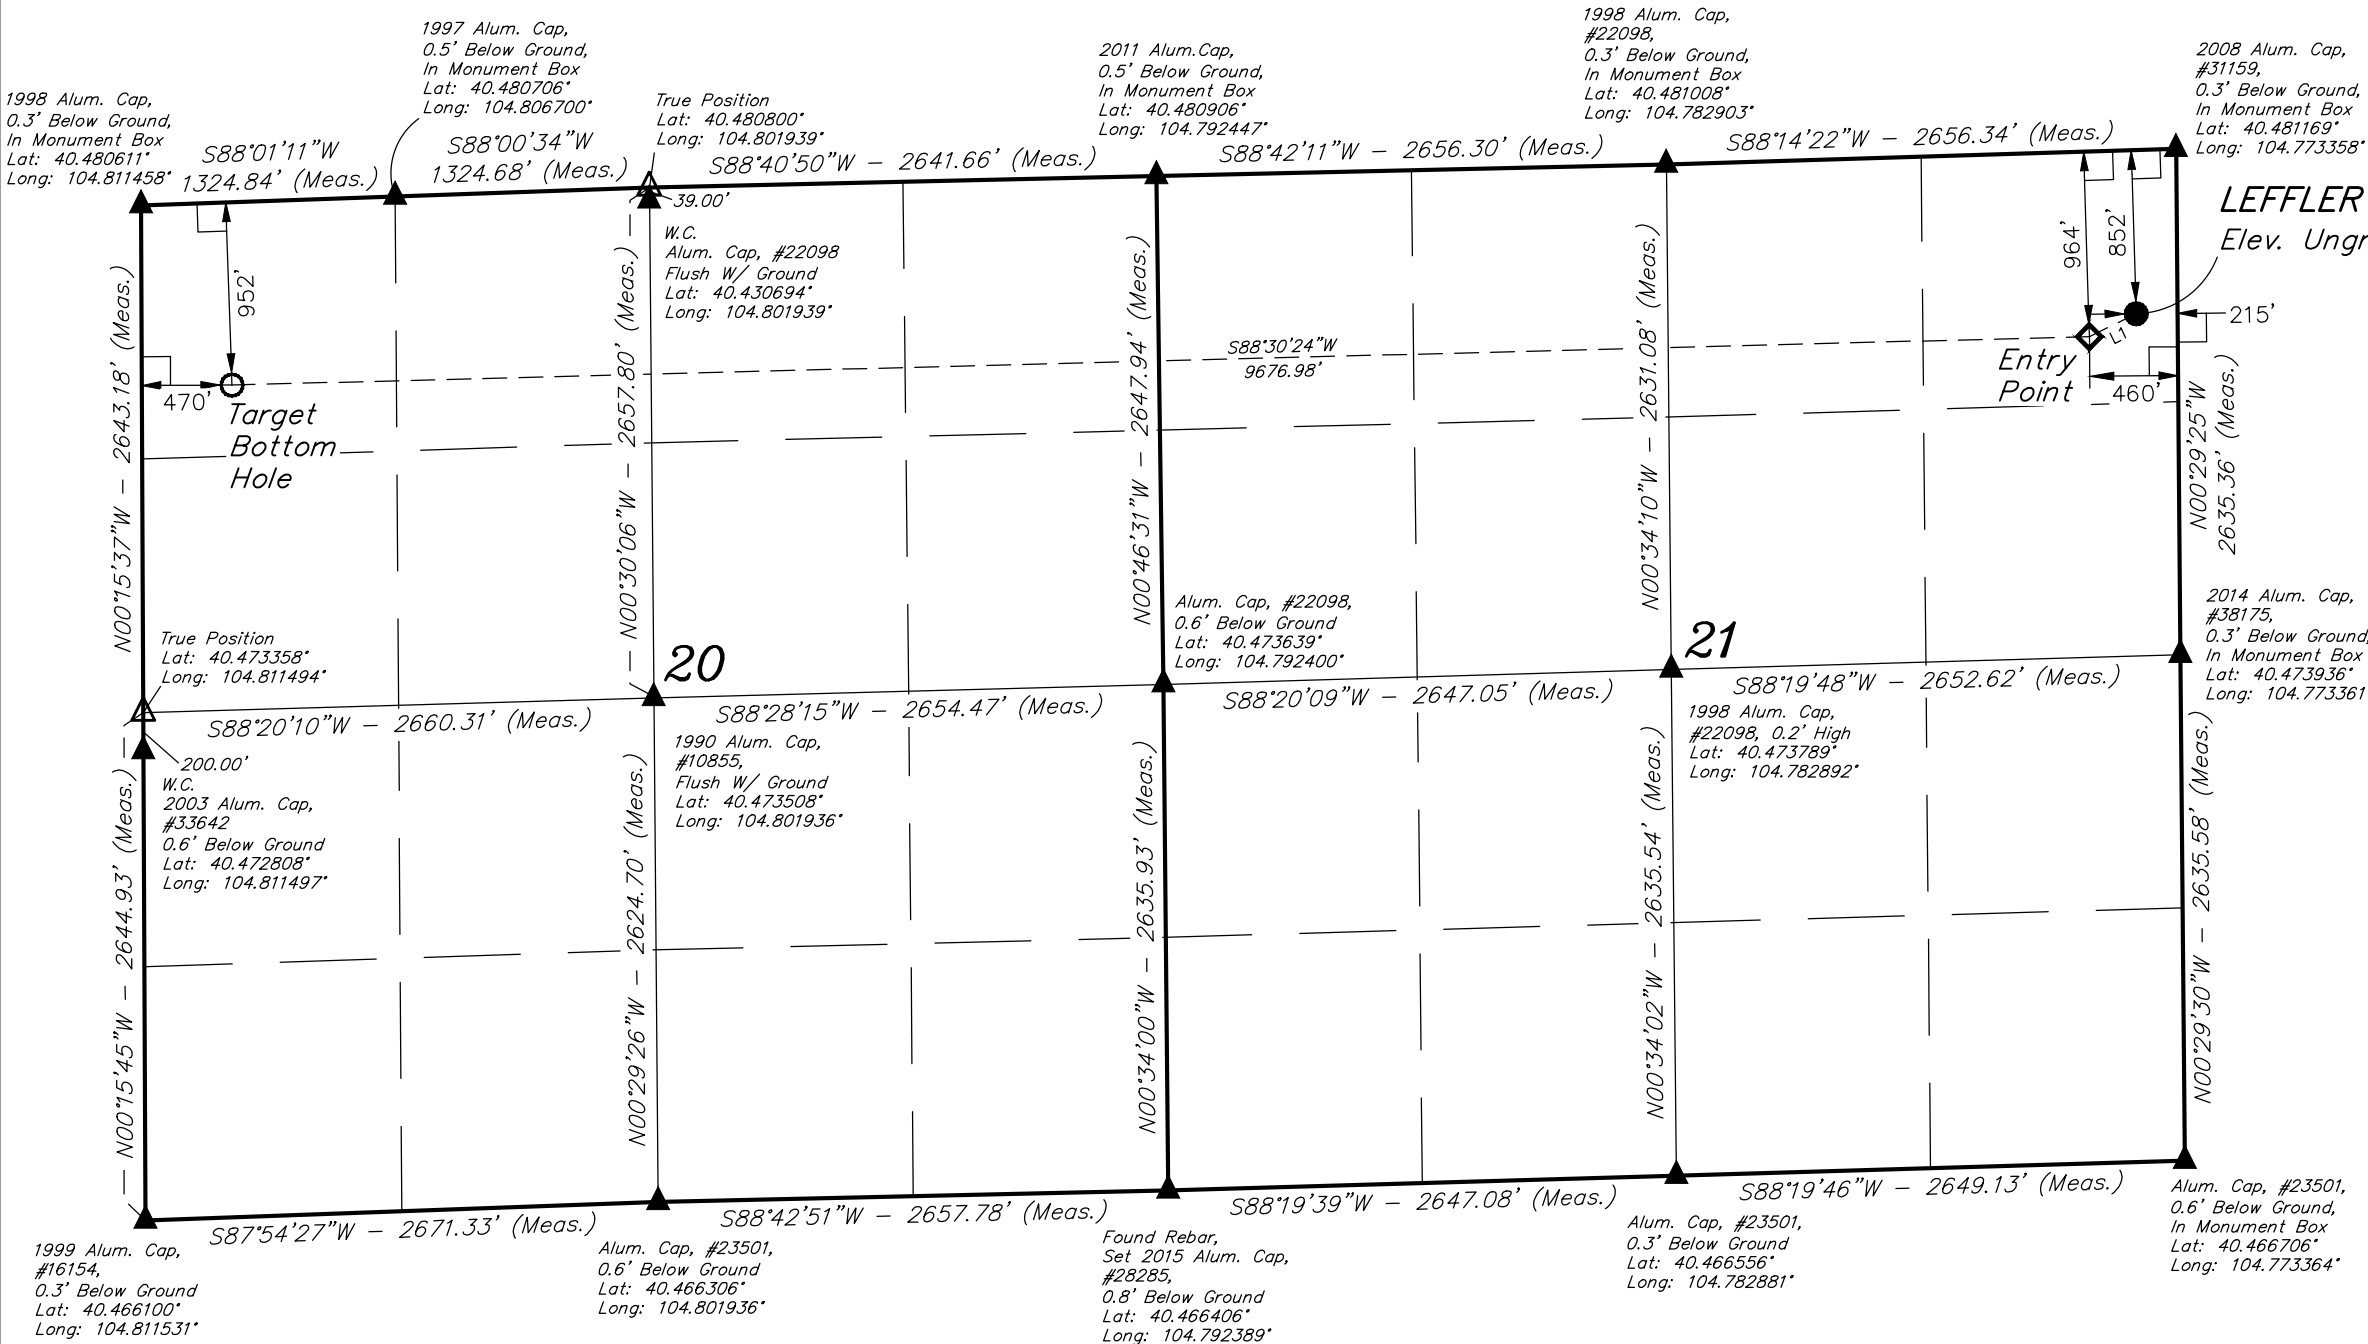 1998 Alum. Cap,
0.3' Below Ground,
In Monument Box
Lat: 40.480611°
Long: 104.811458°
1997 Alum. Cap,
0.5' Below Ground,
In Monument Box
Lat: 40.480706°
Long: 104.806700°
True Position
Lat: 40.480800°
Long: 104.801939°
2011 Alum.Cap,
0.5' Below Ground,
In Monument Box
Lat: 40.480906°
Long: 104.792447°
1998 Alum. Cap,
#22098,
0.3' Below Ground,
In Monument Box
Lat: 40.481008°
Long: 104.782903°
2008 Alum. Cap,
#31159,
0.3' Below Ground,
In Monument Box
Lat: 40.481169°
Long: 104.773358°
S88°01'11"W
1324.84' (Meas.)
S88°00'34"W
1324.68' (Meas.)
S88°40'50"W – 2641.66' (Meas.)
S88°42'11"W – 2656.30' (Meas.)
S88°14'22"W – 2656.34' (Meas.)
LEFFLER
Elev. Ungr
39.00'
W.C.
Alum. Cap, #22098
Flush W/ Ground
Lat: 40.430694°
Long: 104.801939°
952'
470'
Target
Bottom
Hole
S88°30'24"W
9676.98'
964'
852'
L1
215'
Entry
Point
460'
N00°15'37"W – 2643.18' (Meas.)
N00°30'06"W – 2657.80' (Meas.)
N00°46'31"W – 2647.94' (Meas.)
N00°34'10"W – 2631.08' (Meas.)
N00°29'25"W
2635.36' (Meas.)
True Position
Lat: 40.473358°
Long: 104.811494°
20
Alum. Cap, #22098,
0.6' Below Ground
Lat: 40.473639°
Long: 104.792400°
21
2014 Alum. Cap,
#38175,
0.3' Below Ground,
In Monument Box
Lat: 40.473936°
Long: 104.773361
S88°20'10"W – 2660.31' (Meas.)
S88°28'15"W – 2654.47' (Meas.)
S88°20'09"W – 2647.05' (Meas.)
S88°19'48"W – 2652.62' (Meas.)
200.00'
W.C.
2003 Alum. Cap,
#33642
0.6' Below Ground
Lat: 40.472808°
Long: 104.811497°
1990 Alum. Cap,
#10855,
Flush W/ Ground
Lat: 40.473508°
Long: 104.801936°
1998 Alum. Cap,
#22098, 0.2' High
Lat: 40.473789°
Long: 104.782892°
N00°15'45"W – 2644.93' (Meas.)
N00°29'26"W – 2624.70' (Meas.)
N00°34'00"W – 2635.93' (Meas.)
N00°34'02"W – 2635.54' (Meas.)
N00°29'30"W – 2635.58' (Meas.)
S87°54'27"W – 2671.33' (Meas.)
S88°42'51"W – 2657.78' (Meas.)
S88°19'39"W – 2647.08' (Meas.)
S88°19'46"W – 2649.13' (Meas.)
1999 Alum. Cap,
#16154,
0.3' Below Ground
Lat: 40.466100°
Long: 104.811531°
Alum. Cap, #23501,
0.6' Below Ground
Lat: 40.466306°
Long: 104.801936°
Found Rebar,
Set 2015 Alum. Cap,
#28285,
0.8' Below Ground
Lat: 40.466406°
Long: 104.792389°
Alum. Cap, #23501,
0.3' Below Ground
Lat: 40.466556°
Long: 104.782881°
Alum. Cap, #23501,
0.6' Below Ground,
In Monument Box
Lat: 40.466706°
Long: 104.773364°